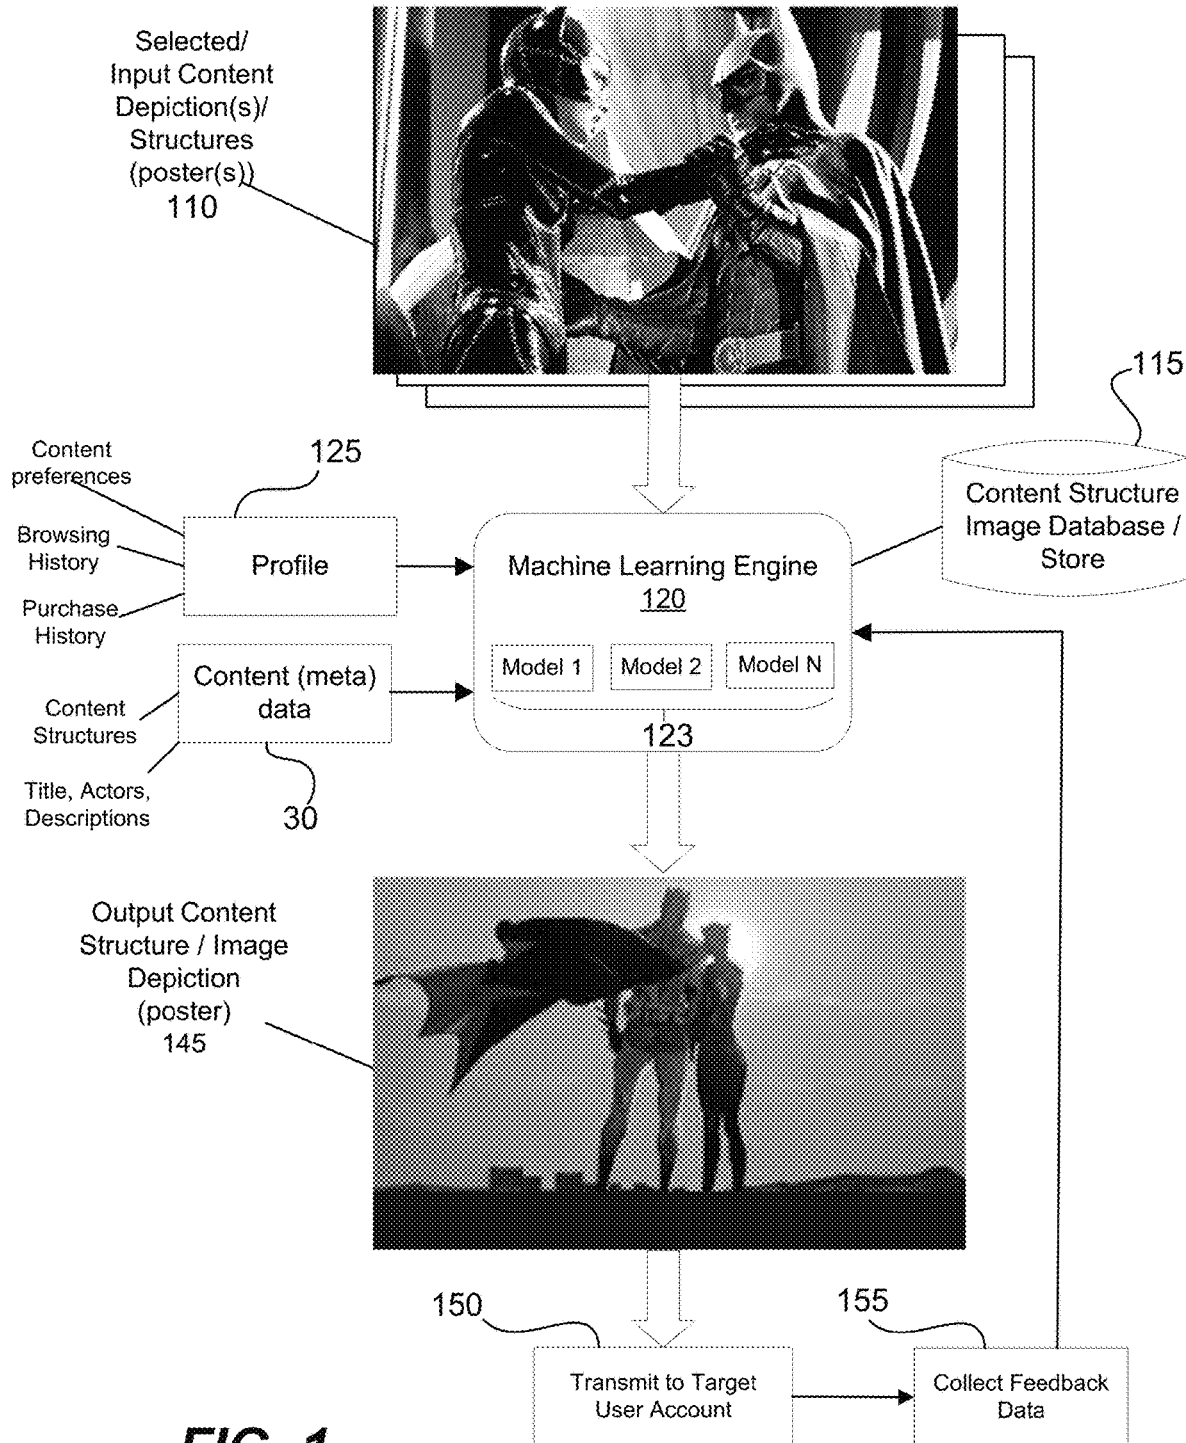 Selected/
Input Content
Depiction(s)/
Structures
(poster(s))
110
115
Content Structure
Image Database /
Store
Content
preferences
125
Browsing
History
Profile
Purchase
History
Machine Learning Engine
120
Model 1
Model 2
Model N
123
Content (meta)
data
Content
Structures
Title, Actors,
Descriptions
30
Output Content
Structure / Image
Depiction
(poster)
145
150
155
Transmit to Target
User Account
Collect Feedback
Data
FIG. 1